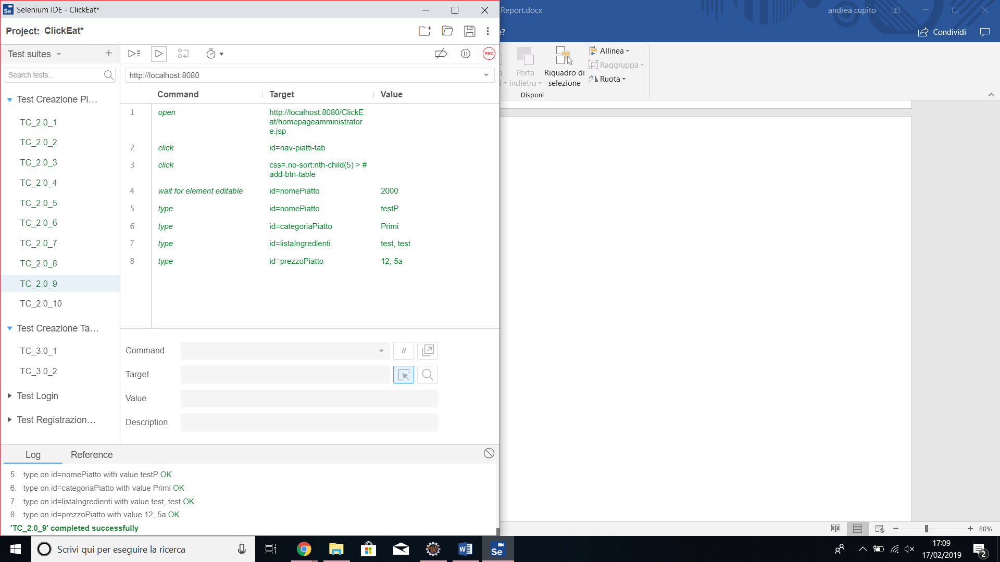 Selenium IDE - ClickEat*
Project: ClickEat*
Test suites
Search tests...
Test Creazione Pi...
TC_2.0_1
TC_2.0_2
TC_2.0_3
TC_2.0_4
TC_2.0_5
TC_2.0_6
TC_2.0_7
TC_2.0_8
TC_2.0_9
TC_2.0_10
Test Creazione Ta...
TC_3.0_1
TC_3.0_2
Test Login
Test Registrazion...
REC
http://localhost:8080
Command Target Value
1 open http://localhost:8080/ClickE
at/homepageamministrator
e.jsp
2 click id=nav-piatti-tab
3 click css=.no-sort:nth-child(5) > #
add-btn-table
4 wait for element editable id=nomePiatto 2000
5 type id=nomePiatto testP
6 type id=categoriaPiatto Primi
7 type id=listaIngredienti test, test
8 type id=prezzoPiatto 12, 5a
Command
//
Target
Value
Description
Log Reference
5. type on id=nomePiatto with value testP OK
6. type on id=categoriaPiatto with value Primi OK
7. type on id=listaIngredienti with value test, test OK
8. type on id=prezzoPiatto with value 12, 5a OK
'TC_2.0_9' completed successfully
Report.docx
andrea cupito
e?
Condividi
a
i
Porta
indietro
Riquadro di
selezione
Allinea
Raggruppa
Ruota
Disponi
80%
Scrivi qui per eseguire la ricerca
17:09
17/02/2019
2